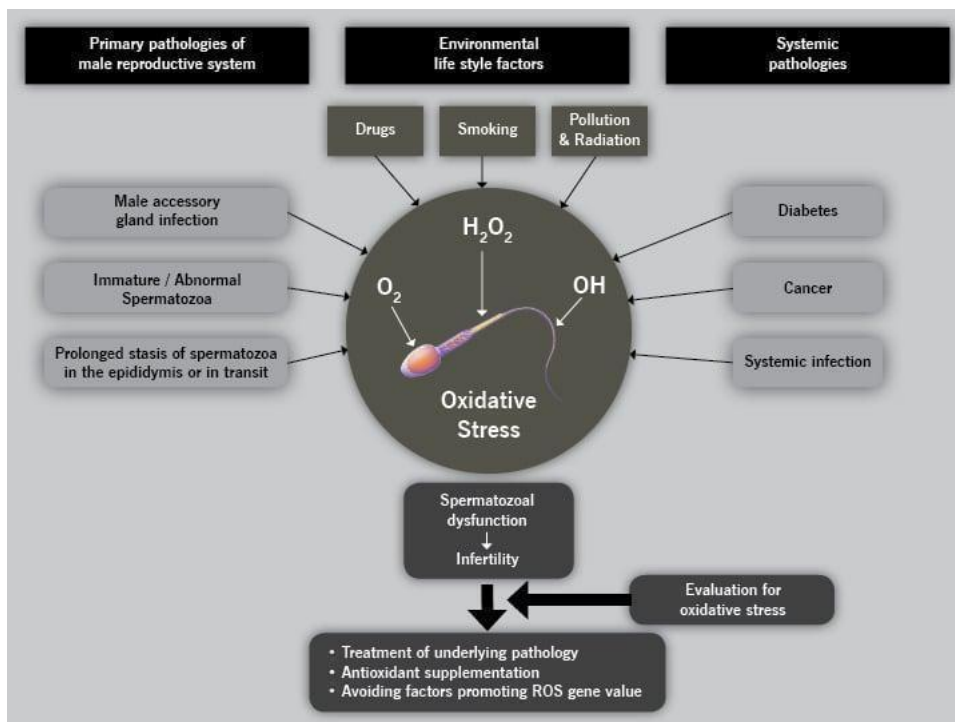 Primary pathologies of
male reproductive system
Environmental
life style factors
Systemic
pathologies
Drugs
Smoking
Pollution
& Radiation
Male accessory
gland infection
Immature / Abnormal
Spermatozoa
Prolonged stasis of spermatozoa
in the epididymis or in transit
H₂O₂
O₂
OH
Oxidative
Stress
Diabetes
Cancer
Systemic infection
Spermatozoal
dysfunction
Infertility
Evaluation for
oxidative stress
• Treatment of underlying pathology
• Antioxidant supplementation
• Avoiding factors promoting ROS gene value